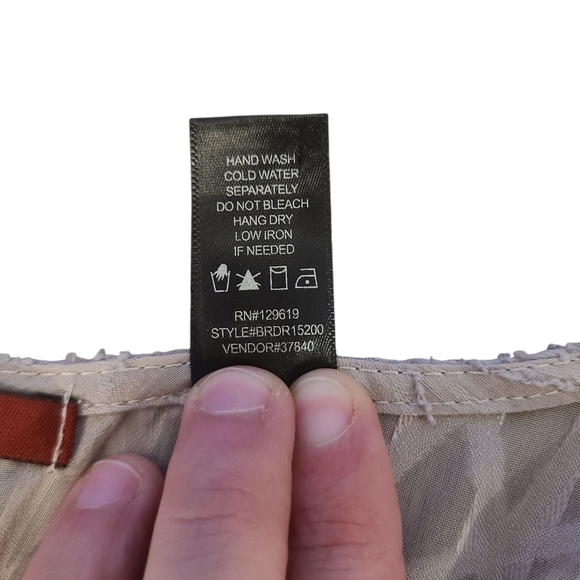 HAND WASH
COLD WATER
SEPARATELY
DO NOT BLEACH
HANG DRY
LOW IRON
IF NEEDED
RN#129619
STYLE#BRDR15200
VENDOR#37840